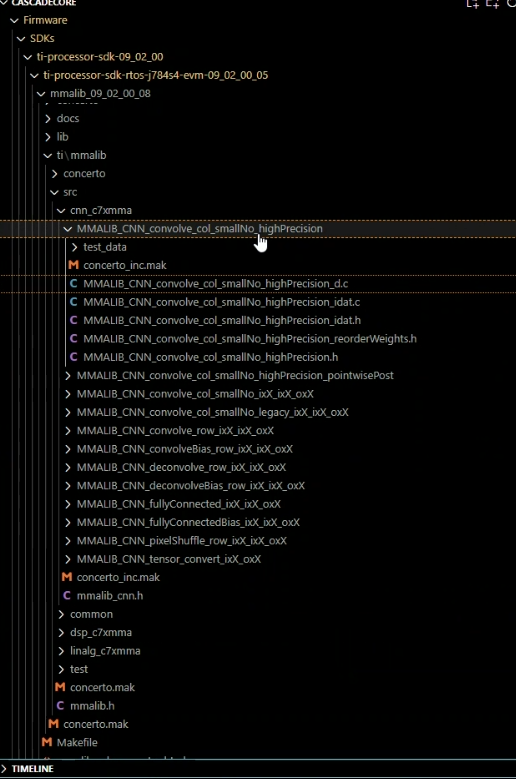 CASCADECORE
Firmware
SDKs
ti-processor-sdk-09_02_00
ti-processor-sdk-rtos-j784s4-evm-09_02_00_05
mmalib_09_02_00_08
docs
lib
ti\mmalib
concerto
src
cnn_c7xmma
MMALIB_CNN_convolve_col_smallNo_highPrecision
test_data
M concerto_inc.mak
C MMALIB_CNN_convolve_col_smallNo_highPrecision_d.c
C MMALIB_CNN_convolve_col_smallNo_highPrecision_idat.c
C MMALIB_CNN_convolve_col_smallNo_highPrecision_idat.h
C MMALIB_CNN_convolve_col_smallNo_highPrecision_reorderWeights.h
C MMALIB_CNN_convolve_col_smallNo_highPrecision.h
MMALIB_CNN_convolve_col_smallNo_highPrecision_pointwisePost
MMALIB_CNN_convolve_col_smallNo_ixX_ixX_oxX
MMALIB_CNN_convolve_col_smallNo_legacy_ixX_ixX_oxX
MMALIB_CNN_convolve_row_ixX_ixX_oxX
MMALIB_CNN_convolveBias_row_ixX_ixX_oxX
MMALIB_CNN_deconvolve_row_ixX_ixX_oxX
MMALIB_CNN_deconvolveBias_row_ixX_ixX_oxX
MMALIB_CNN_fullyConnected_ixX_ixX_oxX
MMALIB_CNN_fullyConnectedBias_ixX_ixX_oxX
MMALIB_CNN_pixelShuffle_row_ixX_ixX_oxX
MMALIB_CNN_tensor_convert_ixX_oxX
M concerto_inc.mak
C mmalib_cnn.h
common
dsp_c7xmma
linalg_c7xmma
test
M concerto.mak
C mmalib.h
M concerto.mak
M Makefile
TIMELINE